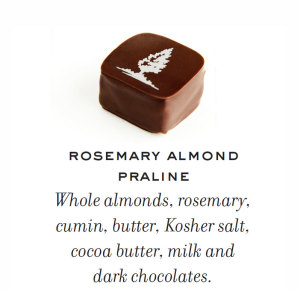 ROSEMARY ALMOND
PRALINE
Whole almonds, rosemary,
cumin, butter, Kosher salt,
cocoa butter, milk and
dark chocolates.